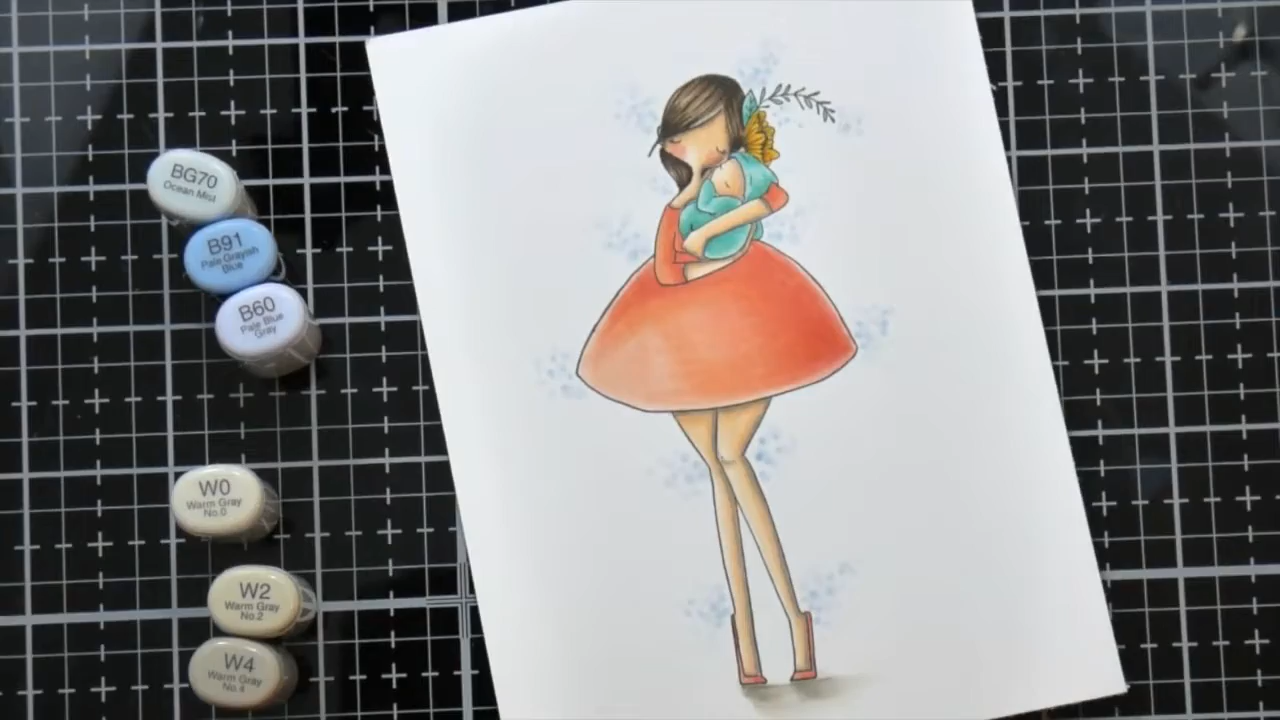 BG70
Ocean Mist
B91
Pale Grayish
Blue
B60
Pale Blue
Gray
W0
Warm Gray
No.0
W2
Warm Gray
No.2
W4
Warm Gray
No.4